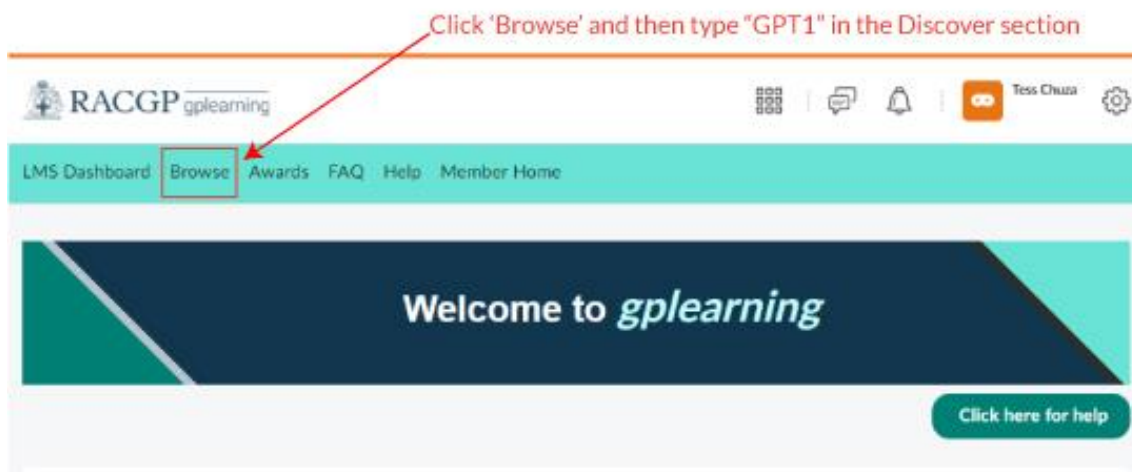 Click 'Browse' and then type “GPT1” in the Discover section
RACGP gplearning
Tess Chuza
LMS Dashboard Browse Awards FAQ Help Member Home
Welcome to gplearning
Click here for help